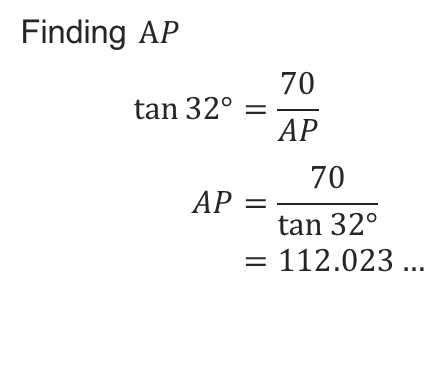 Finding AP
tan 32° = 70/AP
AP = 70/tan 32°
= 112.023 ...